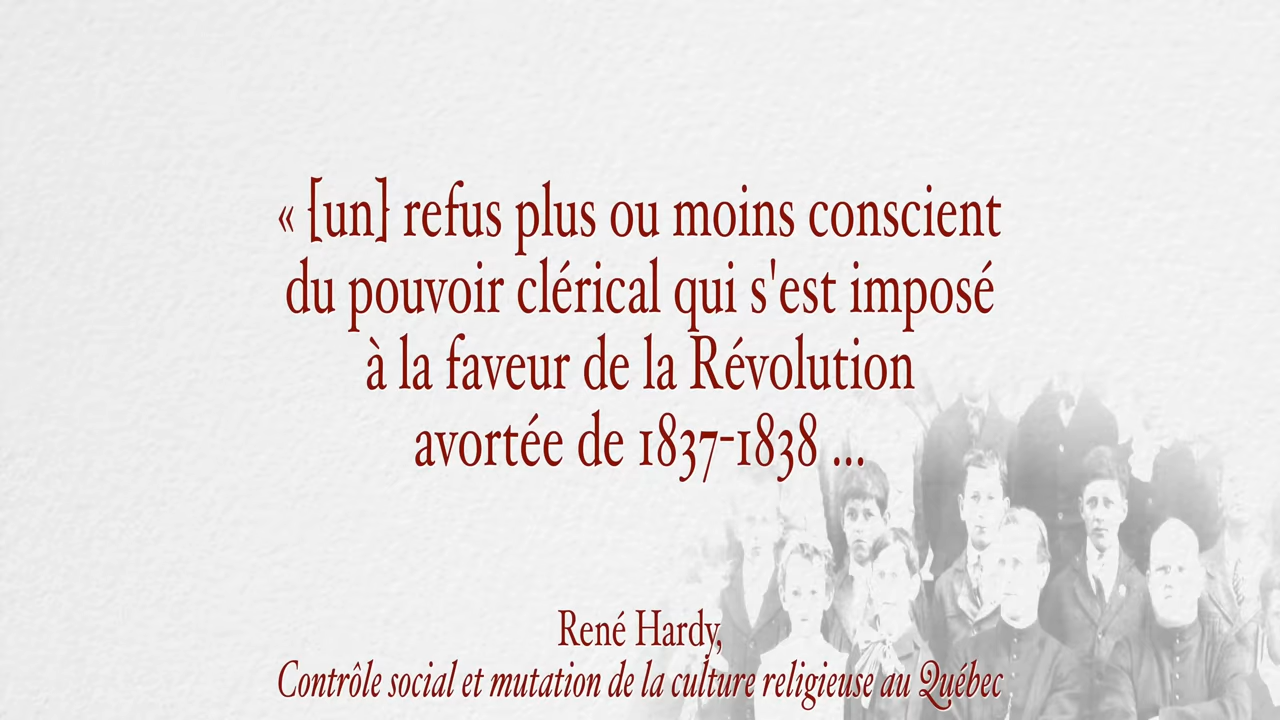 « [un] refus plus ou moins conscient
du pouvoir clérical qui s'est imposé
à la faveur de la Révolution
avortée de 1837-1838 ...
René Hardy,
Contrôle social et mutation de la culture religieuse au Québec